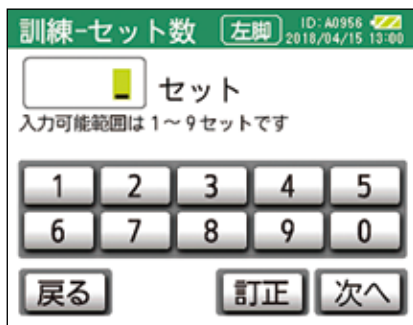 訓練-セット数 左脚 ID:A0956
2018/04/15 13:00
セット
入力可能範囲は1～9セットです
1 2 3 4 5
6 7 8 9 0
戻る 訂正 次へ